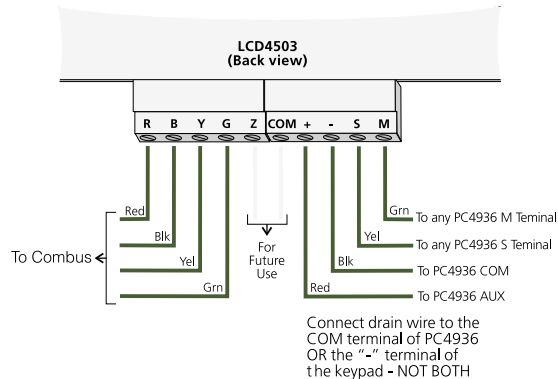 LCD4503
(Back view)
R B Y G Z COM + - S M
Red
Blk
Yel
Grn
To Combus
For
Future
Use
Grn
To any PC4936 M Teminal
Yel
To any PC4936 S Teminal
Blk
To PC4936 COM
Red
To PC4936 AUX
Connect drain wire to the
COM terminal of PC4936
OR the "-" terminal of
the keypad - NOT BOTH